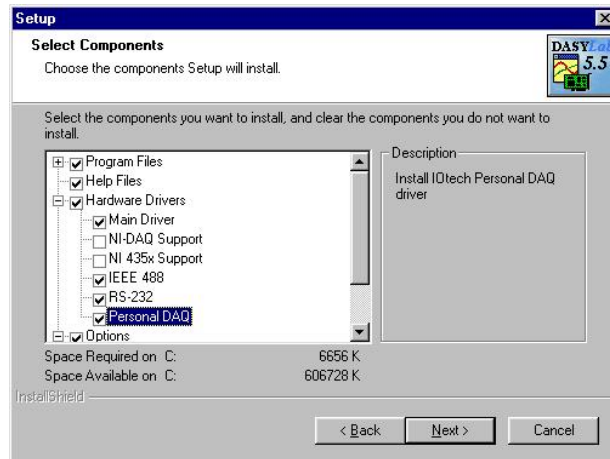 Setup
Select Components
Choose the components Setup will install.
DASYLab
5.5
Select the components you want to install, and clear the components you do not want to
install.
Program Files
Help Files
Hardware Drivers
Main Driver
NI-DAQ Support
NI 435x Support
IEEE 488
RS-232
Personal DAQ
Options
Description
Install IOtech Personal DAQ
driver
Space Required on C: 6656 K
Space Available on C: 606728 K
InstallShield
< Back Next > Cancel